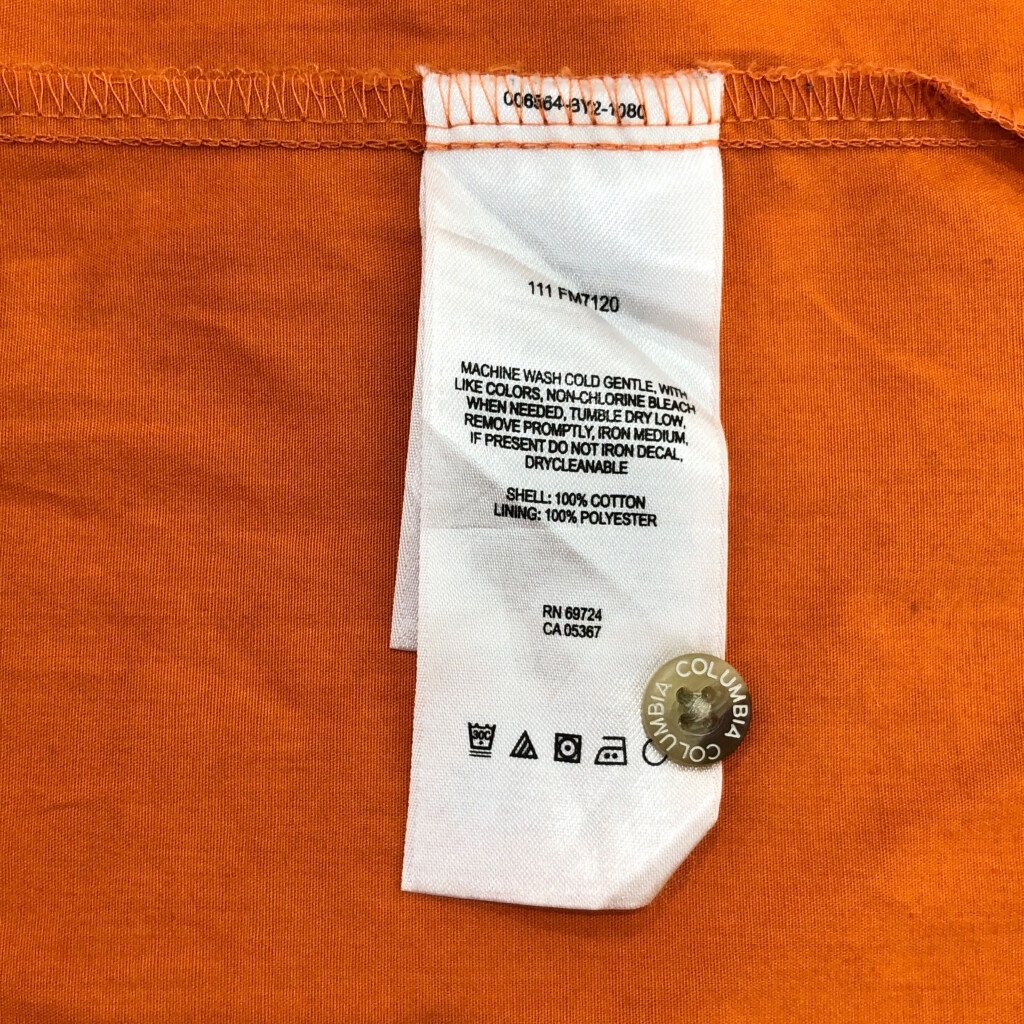 006564-3Y2-1080
111 FM7120
MACHINE WASH COLD GENTLE, WITH
LIKE COLORS, NON-CHLORINE BLEACH
WHEN NEEDED, TUMBLE DRY LOW,
REMOVE PROMPTLY, IRON MEDIUM,
IF PRESENT DO NOT IRON DECAL,
DRYCLEANABLE
SHELL: 100% COTTON
LINING: 100% POLYESTER
RN 69724
CA 05367
COLUMBIA
COLUMBIA
30C